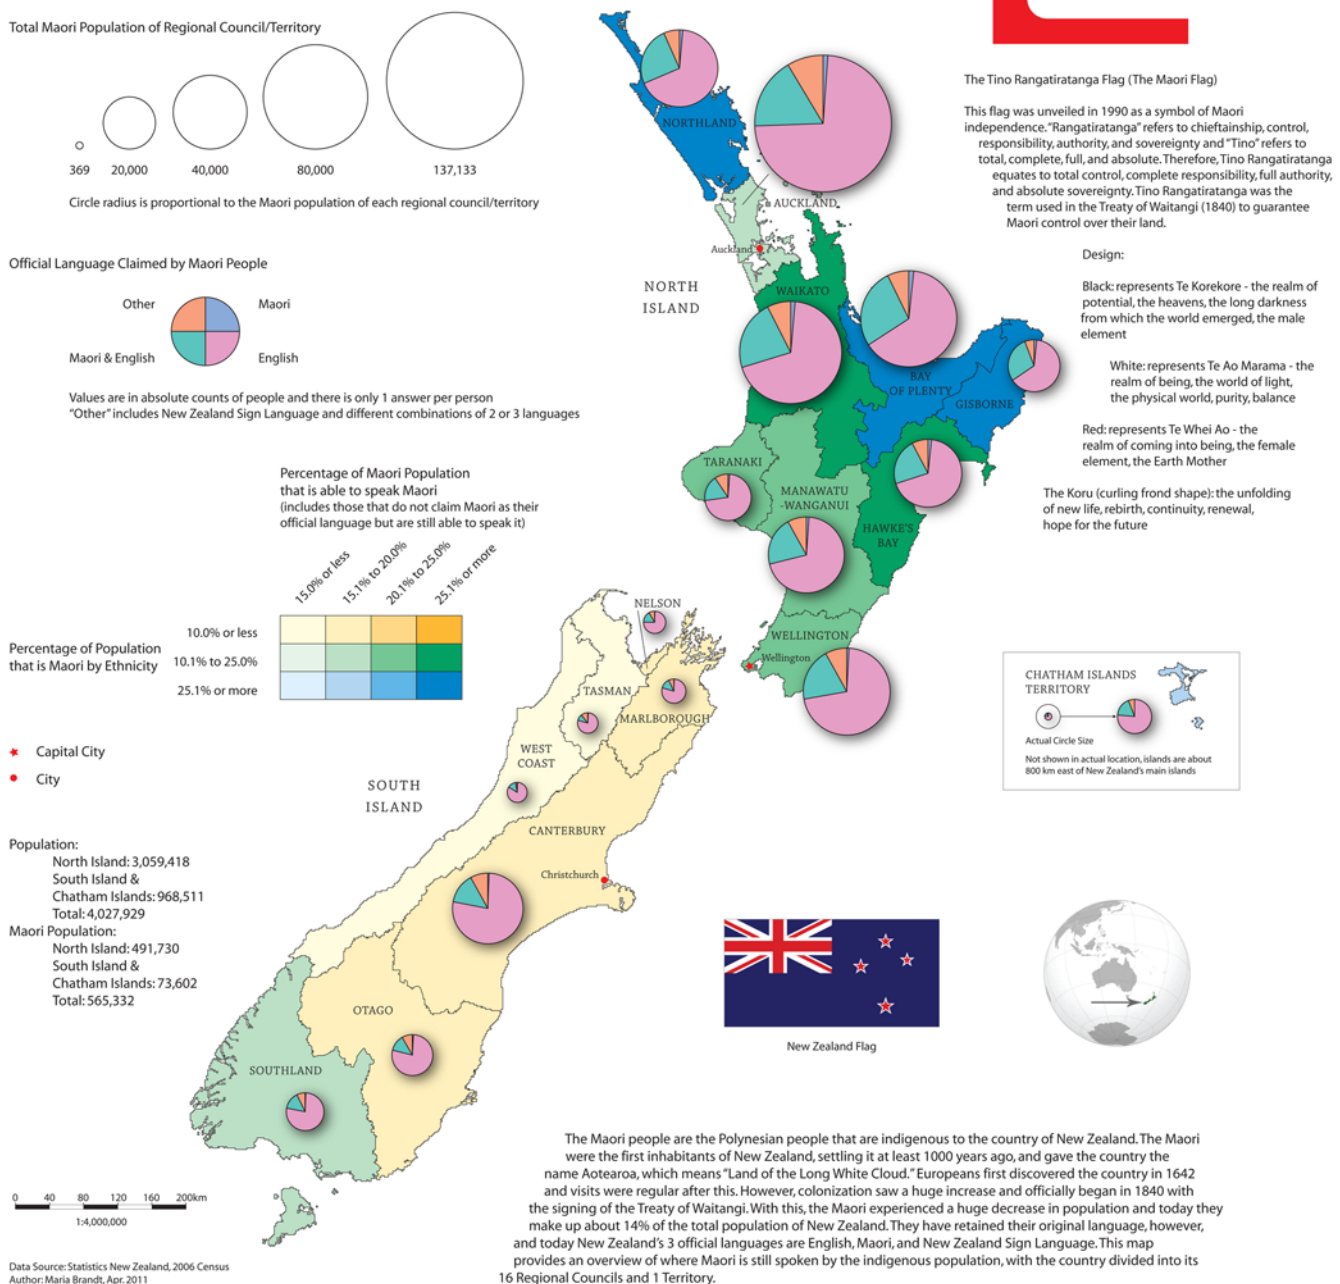 Total Maori Population of Regional Council/Territory
369
20,000
40,000
80,000
137,133
Circle radius is proportional to the Maori population of each regional council/territory
Official Language Claimed by Maori People
Other
Maori
Maori & English
English
Values are in absolute counts of people and there is only 1 answer per person
"Other" includes New Zealand Sign Language and different combinations of 2 or 3 languages
Percentage of Maori Population
that is able to speak Maori
(includes those that do not claim Maori as their
official language but are still able to speak it)
15.0% or less
15.1% to 20.0%
20.1% to 25.0%
25.1% or more
Percentage of Population
that is Maori by Ethnicity
10.0% or less
10.1% to 25.0%
25.1% or more
Capital City
City
Population:
North Island: 3,059,418
South Island &
Chatham Islands: 968,511
Total: 4,027,929
Maori Population:
North Island: 491,730
South Island &
Chatham Islands: 73,602
Total: 565,332
0 40 80 120 160 200km
1:4,000,000
Data Source: Statistics New Zealand, 2006 Census
Author: Maria Brandt, Apr. 2011
NORTHLAND
AUCKLAND
Auckland
NORTH
ISLAND
WAIKATO
BAY
OF PLENTY
GISBORNE
TARANAKI
MANAWATU
-WANGANUI
HAWKE'S
BAY
WELLINGTON
Wellington
NELSON
TASMAN
MARLBOROUGH
WEST
COAST
SOUTH
ISLAND
CANTERBURY
Christchurch
OTAGO
SOUTHLAND
The Tino Rangatiratanga Flag (The Maori Flag)
This flag was unveiled in 1990 as a symbol of Maori
independence. "Rangatiratanga" refers to chieftainship, control,
responsibility, authority, and sovereignty and "Tino" refers to
total, complete, full, and absolute. Therefore, Tino Rangatiratanga
equates to total control, complete responsibility, full authority,
and absolute sovereignty. Tino Rangatiratanga was the
term used in the Treaty of Waitangi (1840) to guarantee
Maori control over their land.
Design:
Black: represents Te Korekore - the realm of
potential, the heavens, the long darkness
from which the world emerged, the male
element
White: represents Te Ao Marama - the
realm of being, the world of light,
the physical world, purity, balance
Red: represents Te Whei Ao - the
realm of coming into being, the female
element, the Earth Mother
The Koru (curling frond shape): the unfolding
of new life, rebirth, continuity, renewal,
hope for the future
CHATHAM ISLANDS
TERRITORY
Actual Circle Size
Not shown in actual location, islands are about
800 km east of New Zealand's main islands
New Zealand Flag
The Maori people are the Polynesian people that are indigenous to the country of New Zealand. The Maori
were the first inhabitants of New Zealand, settling it at least 1000 years ago, and gave the country the
name Aotearoa, which means "Land of the Long White Cloud." Europeans first discovered the country in 1642
and visits were regular after this. However, colonization saw a huge increase and officially began in 1840 with
the signing of the Treaty of Waitangi. With this, the Maori experienced a huge decrease in population and today they
make up about 14% of the total population of New Zealand. They have retained their original language, however,
and today New Zealand's 3 official languages are English, Maori, and New Zealand Sign Language. This map
provides an overview of where Maori is still spoken by the indigenous population, with the country divided into its
16 Regional Councils and 1 Territory.